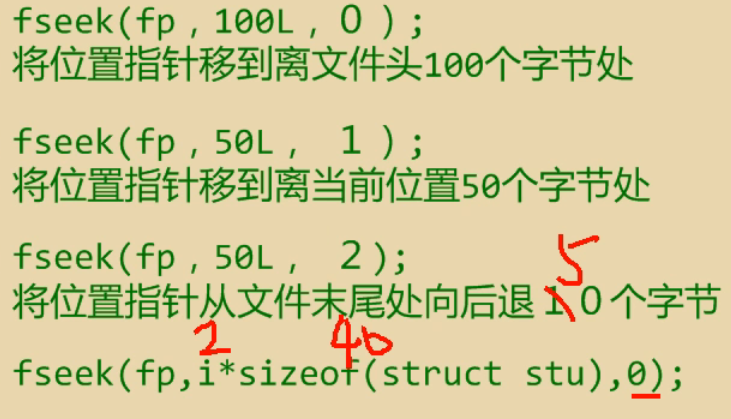 fseek(fp,100L,0);
将位置指针移到离文件头100个字节处
fseek(fp,50L, 1);
将位置指针移到离当前位置50个字节处
fseek(fp,50L, 2);
5
将位置指针从文件末尾处向后退10个字节
2 40
fseek(fp,i*sizeof(struct stu),0);